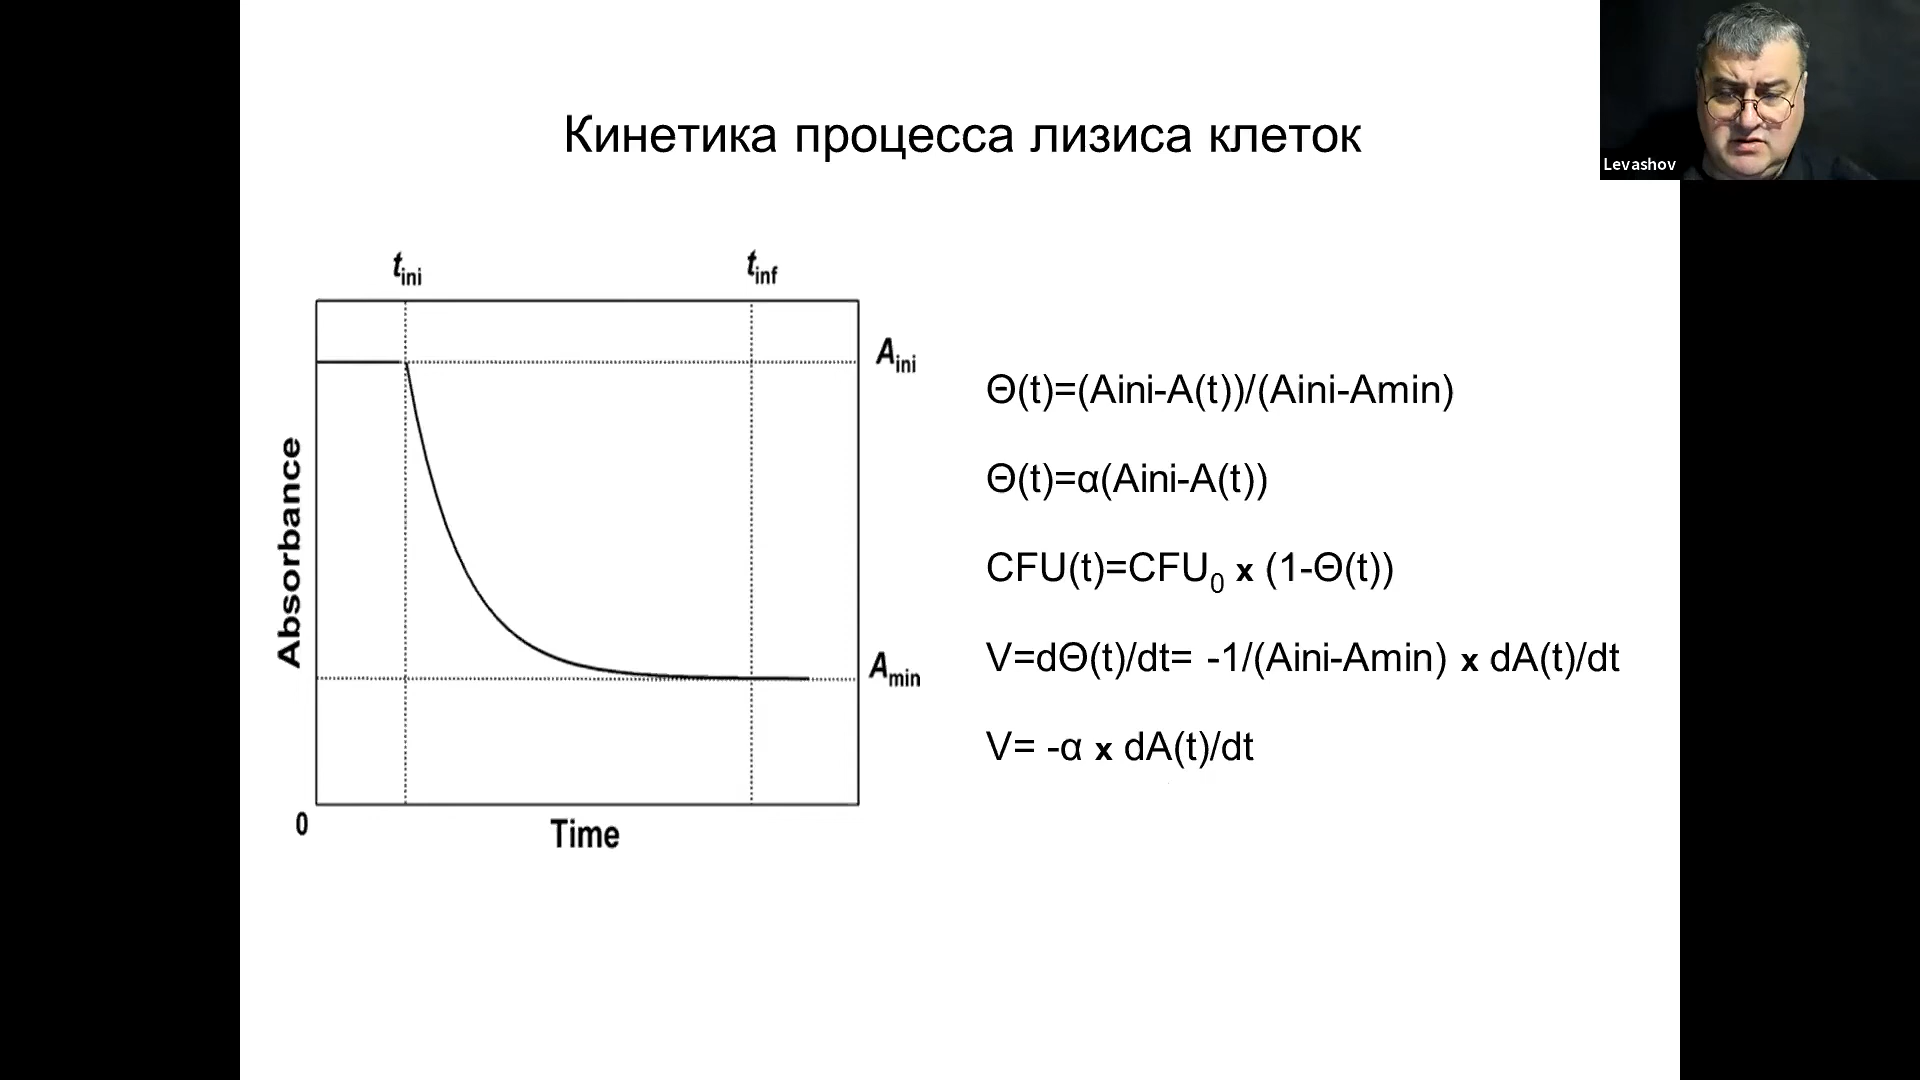 Levashov
Кинетика процесса лизиса клеток
tini
tinf
Aini
Absorbance
Amin
0
Time
Θ(t)=(Aini-A(t))/(Aini-Amin)
Θ(t)=α(Aini-A(t))
CFU(t)=CFU0 x (1-Θ(t))
V=dΘ(t)/dt= -1/(Aini-Amin) x dA(t)/dt
V= -α x dA(t)/dt